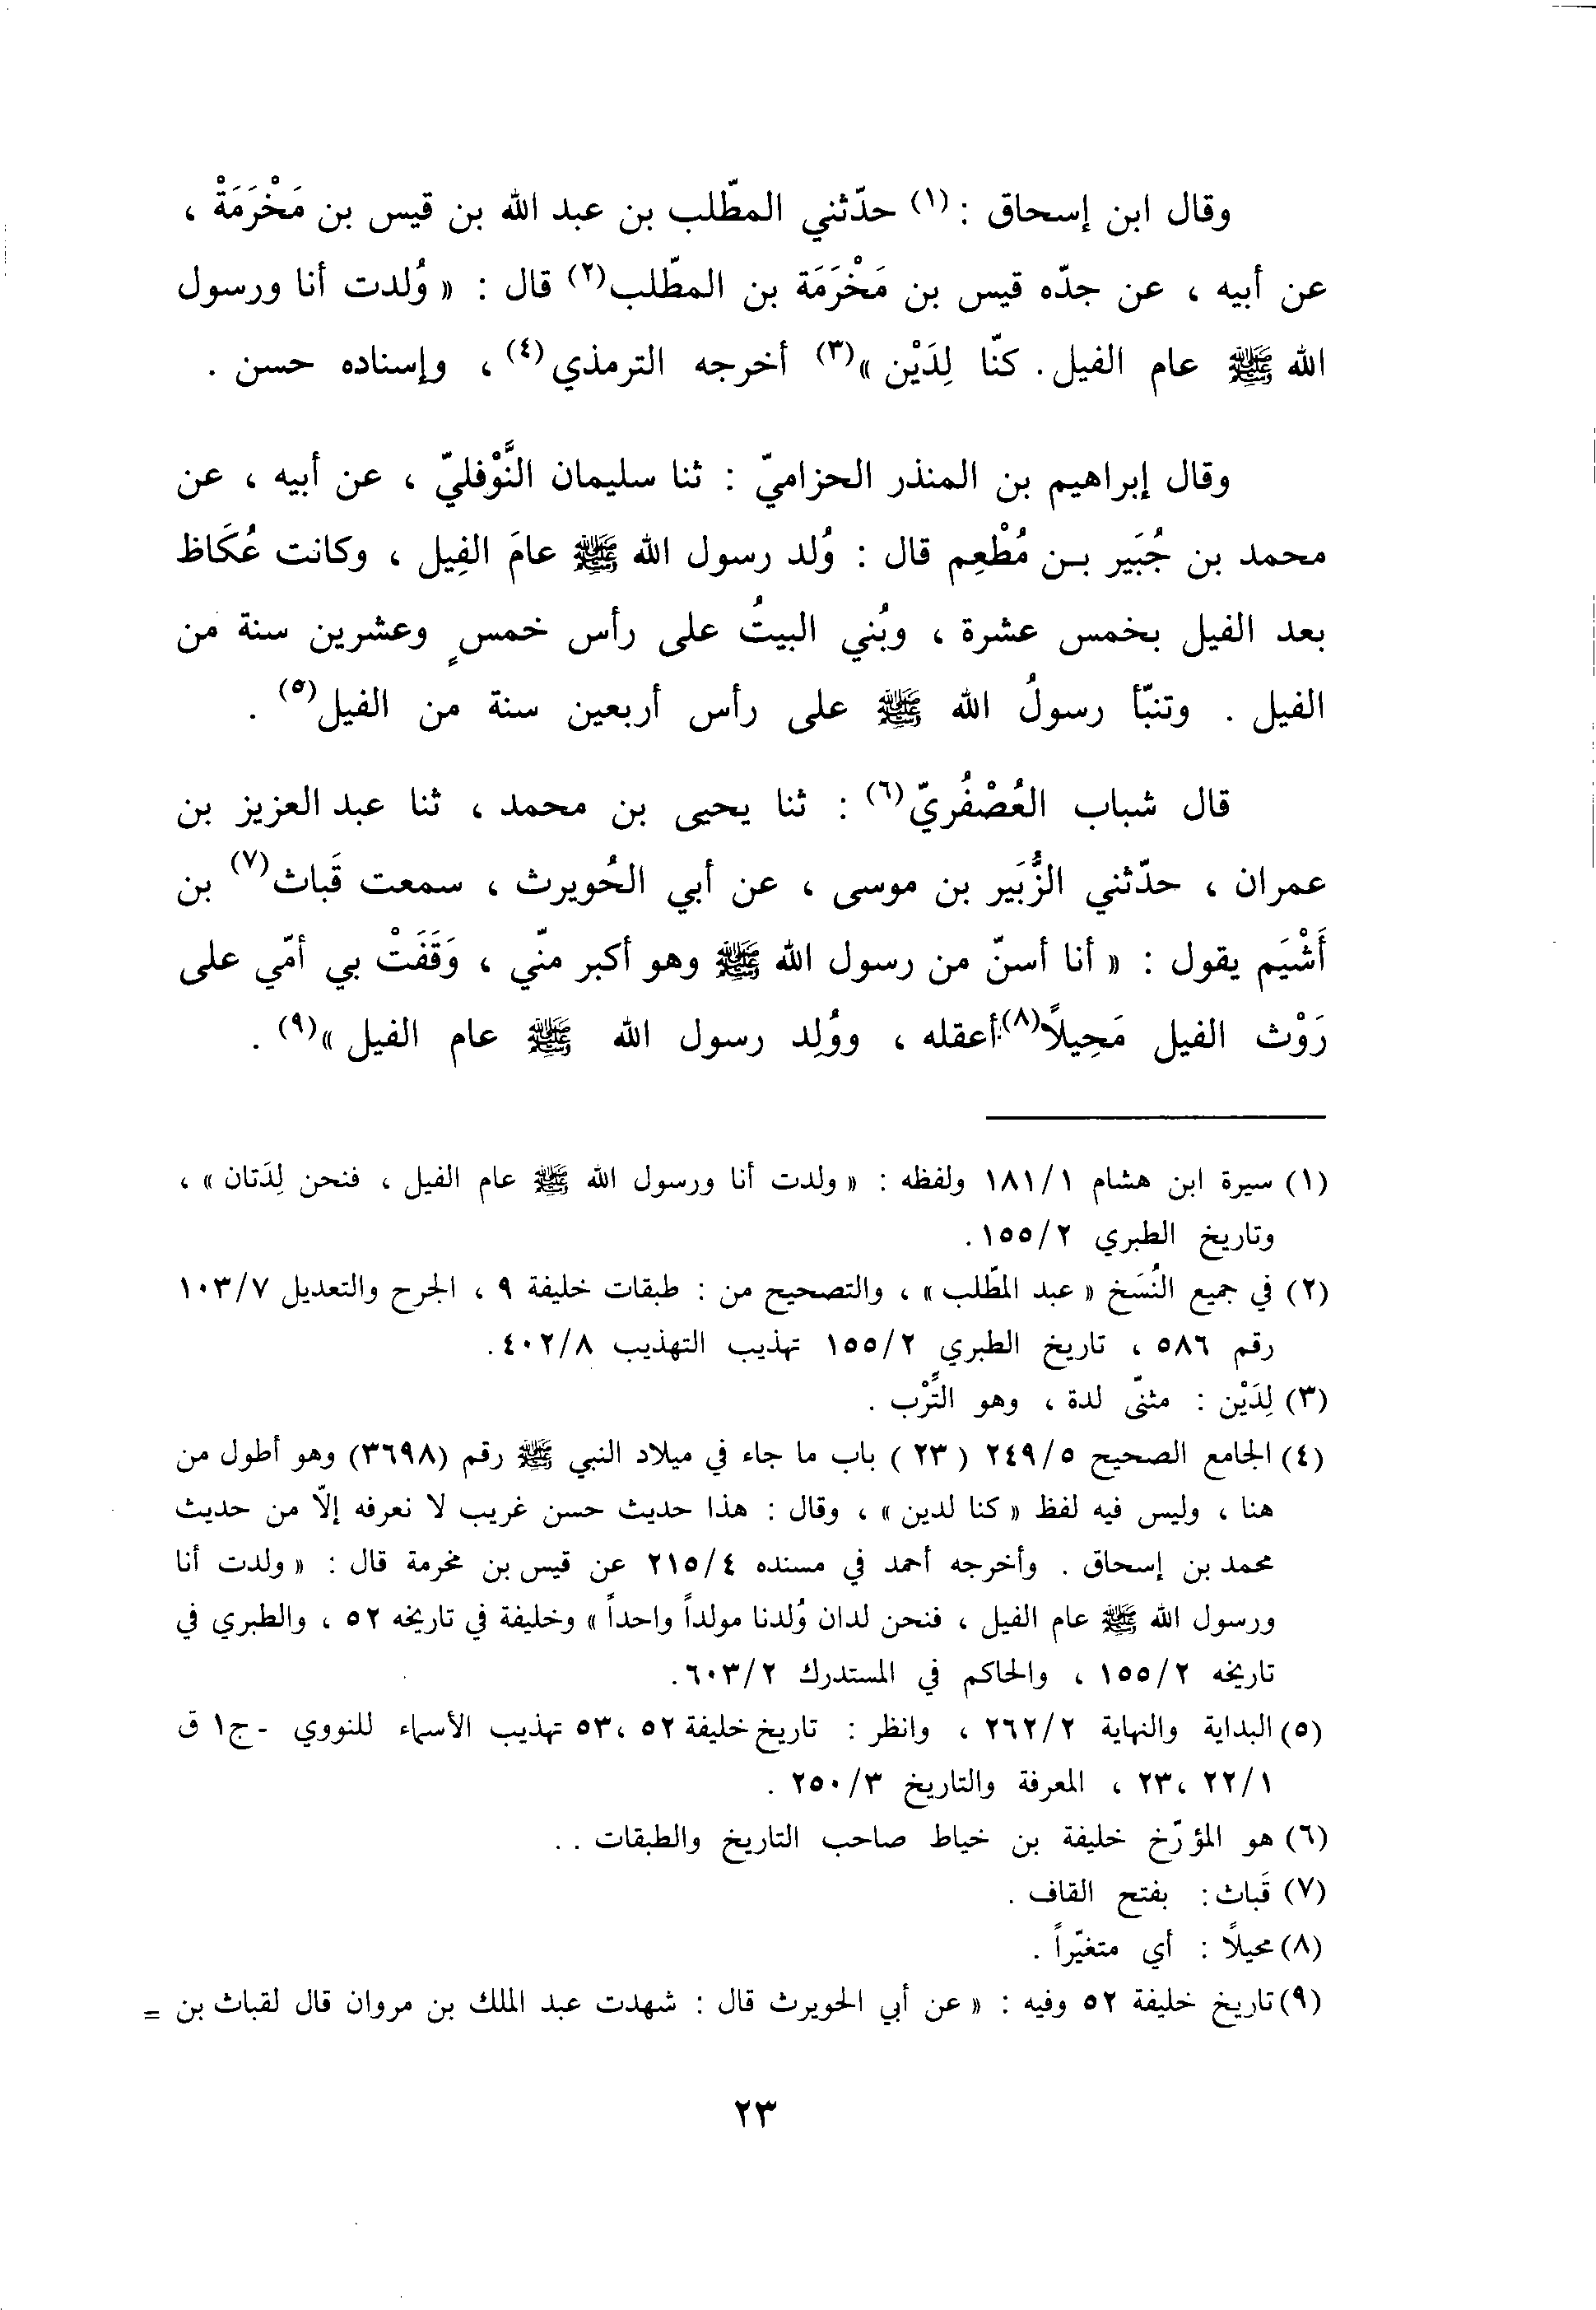 وقال ابن إسحاق : (١) حدّثني المطّلب بن عبد الله بن قيس بن مَخْرَمَةْ ،
عن أبيه ، عن جدّه قيس بن مَخْرَمَة بن المطّلب(٢) قال : « وُلدت أنا ورسول
الله ﷺ عام الفيل . كنّا لِدَيْن »(٣) أخرجه الترمذي(٤) ، وإسناده حسن .
وقال إبراهيم بن المنذر الحزاميّ : ثنا سليمان النَّوْفليّ ، عن أبيه ، عن
محمد بن جُبَير بـن مُطْعِم قال : وُلد رسول الله ﷺ عامَ الفِيل ، وكانت عُكَاظ
بعد الفيل بخمس عشرة ، وبُني البيتُ على رأس خمسٍ وعشرين سنة من
الفيل . وتنبّأ رسولُ الله ﷺ على رأس أربعين سنة من الفيل(٥) .
قال شباب العُصْفُريّ(٦) : ثنا يحيى بن محمد ، ثنا عبد العزيز بن
عمران ، حدّثني الزُّبَير بن موسى ، عن أبي الحُويرث ، سمعت قَباث(٧) بن
أَشْيَم يقول : « أنا أسنّ من رسول الله ﷺ وهو أكبر منّي ، وَقَفَتْ بي أمّي على
رَوْث الفيل مَحِيلاً(٨) أعقله ، ووُلِد رسول الله ﷺ عام الفيل »(٩) .
(١) سيرة ابن هشام ١٨١/١ ولفظه : « ولدت أنا ورسول الله ﷺ عام الفيل ، فنحن لِدَتان » ،
وتاريخ الطبري ١٥٥/٢.
(٢) في جميع النُسَخ « عبد المطّلب » ، والتصحيح من : طبقات خليفة ٩ ، الجرح والتعديل ١٠٣/٧
رقم ٥٨٦ ، تاريخ الطبري ١٥٥/٢ تهذيب التهذيب ٤٠٢/٨.
(٣) لِدَيْن : مثنّى لدة ، وهو التِّرْب .
(٤) الجامع الصحيح ٢٤٩/٥ ( ٢٣ ) باب ما جاء في ميلاد النبي ﷺ رقم (٣٦٩٨) وهو أطول من
هنا ، وليس فيه لفظ « كنا لدين » ، وقال : هذا حديث حسن غريب لا نعرفه إلّا من حديث
محمد بن إسحاق . وأخرجه أحمد في مسنده ٢١٥/٤ عن قيس بن مخرمة قال : « ولدت أنا
ورسول الله ﷺ عام الفيل ، فنحن لدان وُلدنا مولداً واحداً » وخليفة في تاريخه ٥٢ ، والطبري في
تاريخه ١٥٥/٢ ، والحاكم في المستدرك ٦٠٣/٢.
(٥) البداية والنهاية ٢٦٢/٢ ، وانظر : تاريخ خليفة ٥٢ ،٥٣ تهذيب الأسماء للنووي - ج١ ق
٢٢/١ ،٢٣ ، المعرفة والتاريخ ٢٥٠/٣ .
(٦) هو المؤرّخ خليفة بن خياط صاحب التاريخ والطبقات . .
(٧) قَباث : بفتح القاف .
(٨) محيلاً : أي متغيّراً .
(٩) تاريخ خليفة ٥٢ وفيه : « عن أبي الحويرث قال : شهدت عبد الملك بن مروان قال لقباث بن =
٢٣